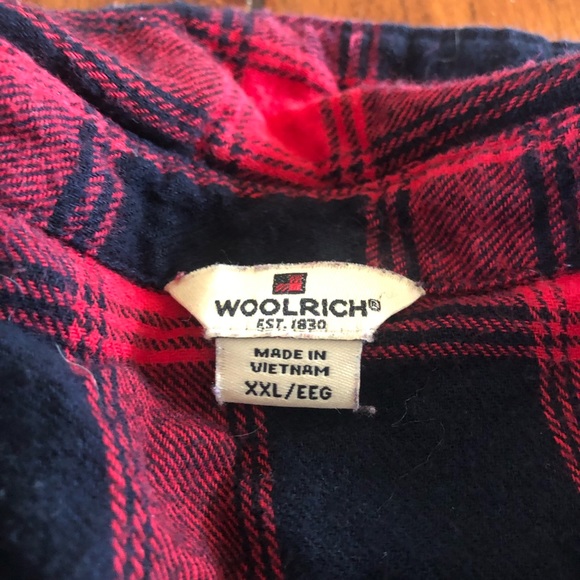 WOOLRICH®
EST. 1830
MADE IN
VIETNAM
XXL/EEG